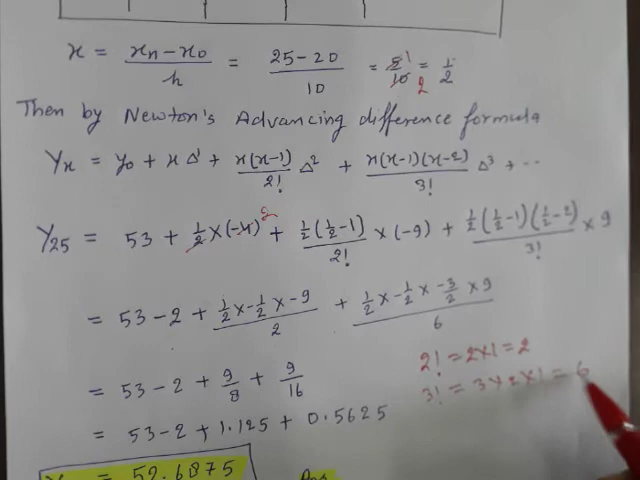 x = xn - x0 / h = 25-20 / 10 = 5 1 / 10 2 = 1/2
Then by Newton's Advancing difference formula
Yx = y0 + xΔ¹ + x(x-1)/2! Δ² + x(x-1)(x-2)/3! Δ³ + ··
Y25 = 53 + 1/2 × (-4) 2 + 1/2(1/2-1)/2! × (-9) + 1/2(1/2-1)(1/2-2)/3! × 9
= 53 - 2 + 1/2 × -1/2 × -9 / 2 + 1/2 × -1/2 × -3/2 × 9 / 6
2! = 2×1 = 2
= 53 - 2 + 9/8 + 9/16
3! = 3×2×1 = 6
= 53-2 + 1.125 + 0.5625
= 52.6875 Ans